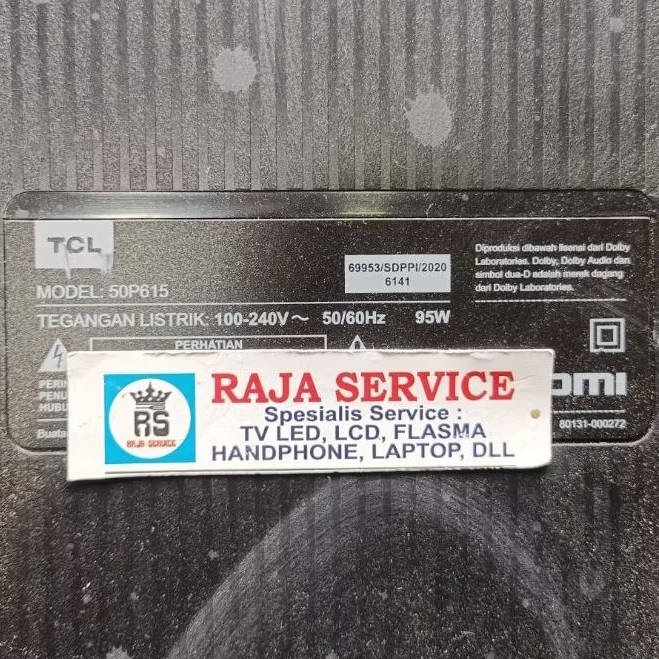 TCL
MODEL: 50P615
TEGANGAN LISTRIK: 100-240V～ 50/60Hz 95W
69953/SDPPI/2020
6141
Diproduksi dibawah lisensi dari Dolby
Laboratories. Dolby, Dolby Audio dan
simbol dua-D adalah merek dagang
dari Dolby Laboratories.
PERHATIAN
80131-000272
RS
RAJA SERVICE
RAJA SERVICE
Spesialis Service :
TV LED, LCD, FLASMA
HANDPHONE, LAPTOP, DLL